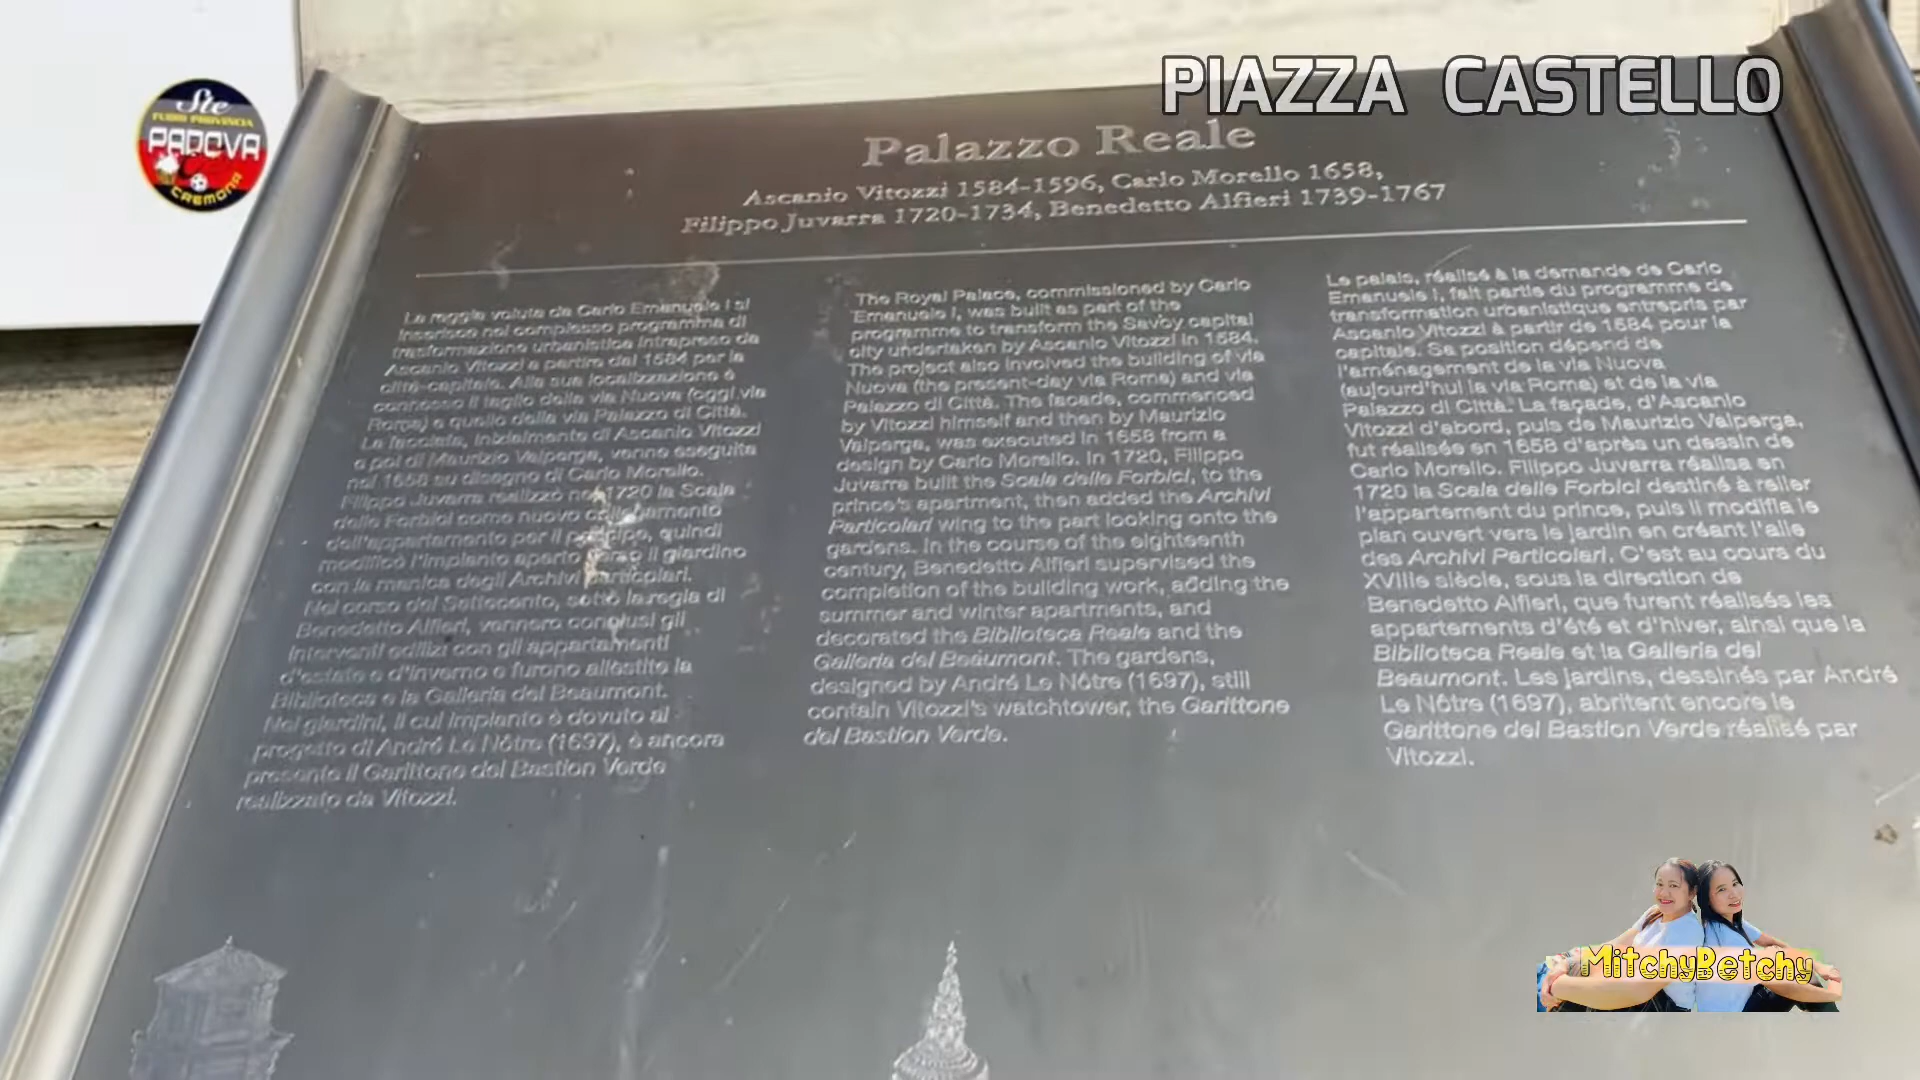 PIAZZA CASTELLO
Ste
FUORI PROVINCIA
PADOVA
CREMONA
Palazzo Reale
Ascanio Vitozzi 1584-1596, Carlo Morello 1658,
Filippo Juvarra 1720-1734, Benedetto Alfieri 1739-1767
La reggia voluta da Carlo Emanuele I si
inserisce nel complesso programma di
trasformazione urbanistica intrapreso da
Ascanio Vitozzi a partire dal 1584 per la
città-capitale. Alla sua localizzazione è
connesso il taglio della via Nuova (oggi via
Roma) e quello della via Palazzo di Città.
La facciata, inizialmente di Ascanio Vitozzi
e poi di Maurizio Valperga, venne eseguita
nel 1658 su disegno di Carlo Morello.
Filippo Juvarra realizzò nel 1720 la Scala
delle Forbici come nuovo collegamento
dell'appartamento per il principe, quindi
modificò l'impianto aperto verso il giardino
con la manica degli Archivi Particolari.
Nel corso del Settecento, sotto la regia di
Benedetto Alfieri, vennero conclusi gli
interventi edilizi con gli appartamenti
d'estate e d'inverno e furono allestite la
Biblioteca e la Galleria del Beaumont.
Nei giardini, il cui impianto è dovuto al
progetto di André Le Nôtre (1697), è ancora
presente il Garittone del Bastion Verde
realizzato da Vitozzi.
The Royal Palace, commissioned by Carlo
Emanuele I, was built as part of the
programme to transform the Savoy capital
city undertaken by Ascanio Vitozzi in 1584.
The project also involved the building of via
Nuova (the present-day via Roma) and via
Palazzo di Città. The facade, commenced
by Vitozzi himself and then by Maurizio
Valperga, was executed in 1658 from a
design by Carlo Morello. In 1720, Filippo
Juvarra built the Scala delle Forbici, to the
prince's apartment, then added the Archivi
Particolari wing to the part looking onto the
gardens. In the course of the eighteenth
century, Benedetto Alfieri supervised the
completion of the building work, adding the
summer and winter apartments, and
decorated the Biblioteca Reale and the
Galleria del Beaumont. The gardens,
designed by André Le Nôtre (1697), still
contain Vitozzi's watchtower, the Garittone
del Bastion Verde.
Le palais, réalisé à la demande de Carlo
Emanuele I, fait partie du programme de
transformation urbanistique entrepris par
Ascanio Vitozzi à partir de 1584 pour la
capitale. Sa position dépend de
l'aménagement de la via Nuova
(aujourd'hui la via Roma) et de la via
Palazzo di Città. La façade, d'Ascanio
Vitozzi d'abord, puis de Maurizio Valperga,
fut réalisée en 1658 d'après un dessin de
Carlo Morello. Filippo Juvarra réalisa en
1720 la Scala delle Forbici destiné à relier
l'appartement du prince, puis il modifia le
plan ouvert vers le jardin en créant l'aile
des Archivi Particolari. C'est au cours du
XVIIIe siècle, sous la direction de
Benedetto Alfieri, que furent réalisés les
appartements d'été et d'hiver, ainsi que la
Biblioteca Reale et la Galleria del
Beaumont. Les jardins, dessinés par André
Le Nôtre (1697), abritent encore le
Garittone del Bastion Verde réalisé par
Vitozzi.
MitchyBetchy